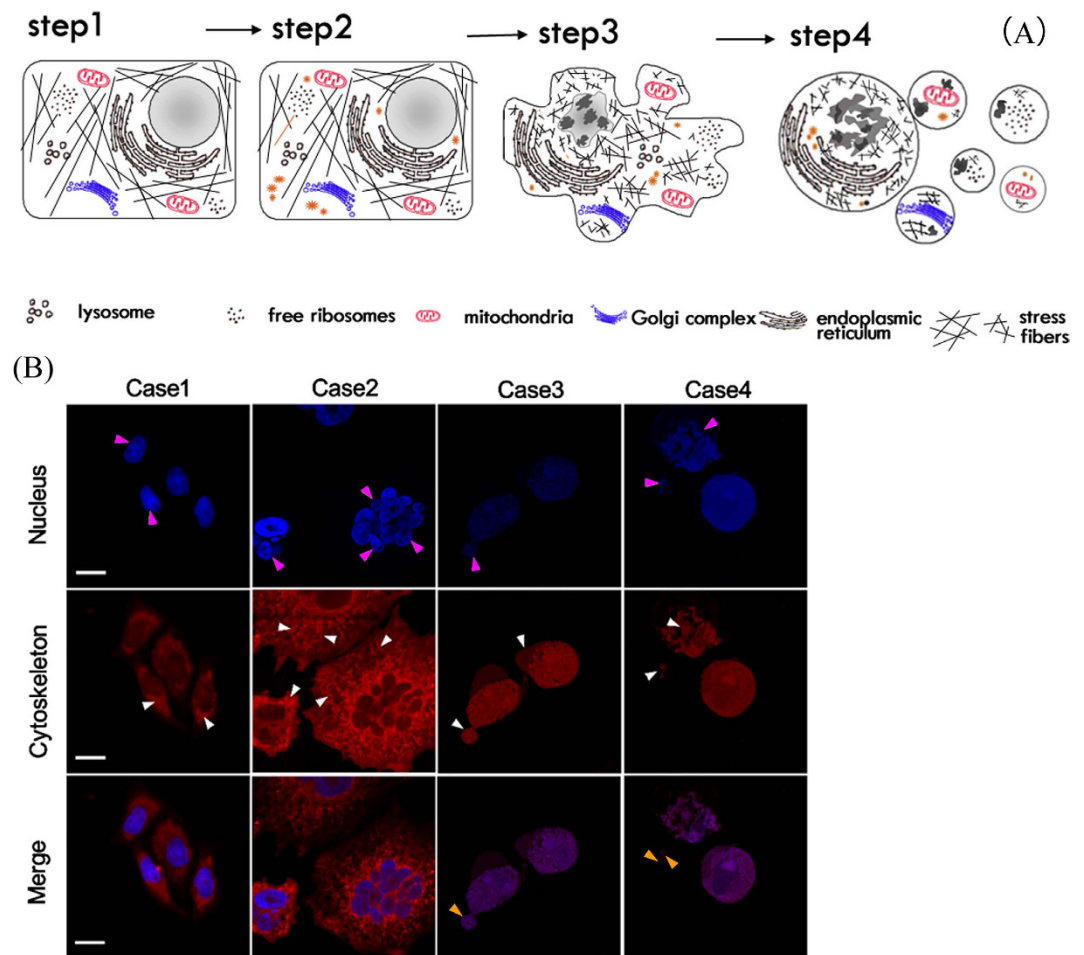 step1
step2
step3
step4
(A)
lysosome
free ribosomes
mitochondria
Golgi complex
endoplasmic
reticulum
stress
fibers
(B)
Case1
Case2
Case3
Case4
Nucleus
Cytoskeleton
Merge